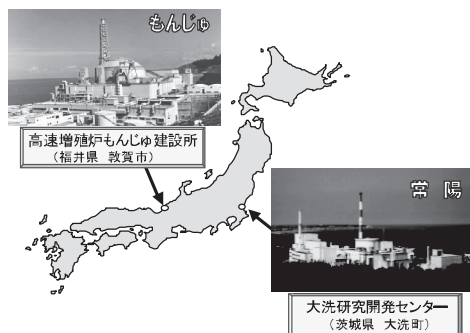 もんじゅ
高速増殖炉もんじゅ建設所
（福井県 敦賀市）
常 陽
大洗研究開発センター
（茨城県 大洗町）